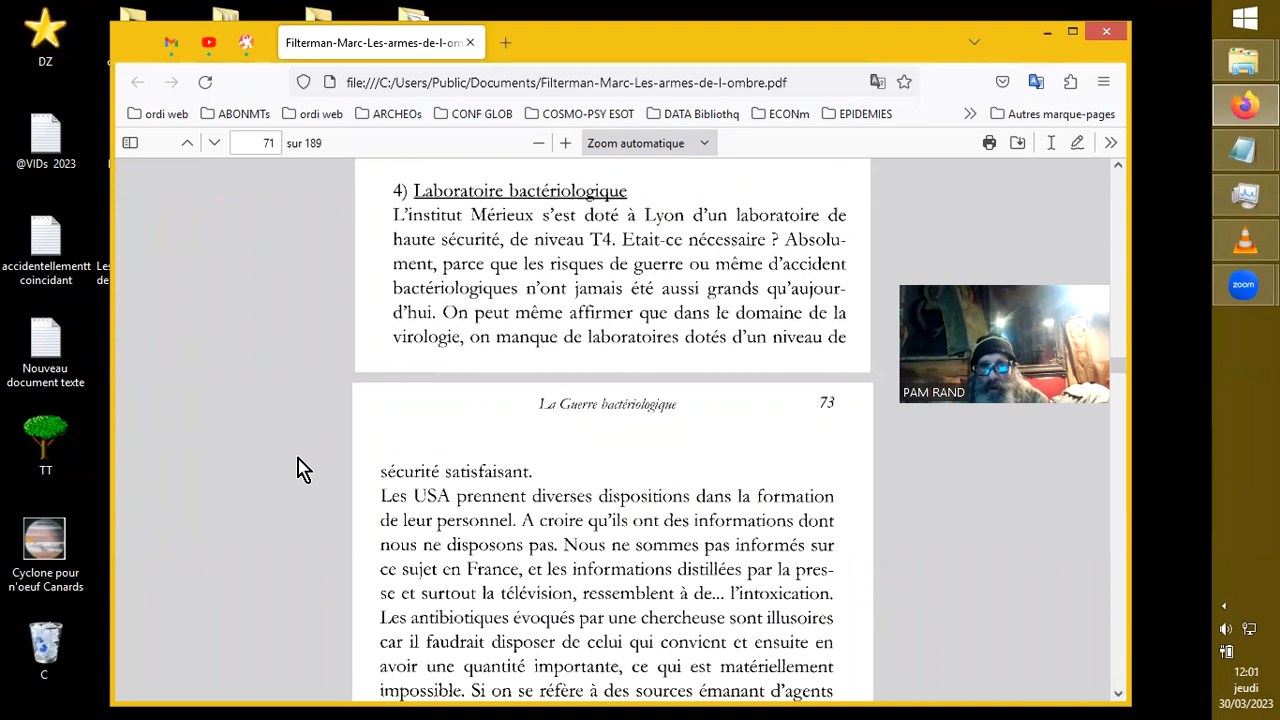 DZ
@VIDs 2023
accidentellementt
coincidant
Nouveau
document texte
TT
Cyclone pour
n'oeuf Canards
C
Filterman-Marc-Les-armes-de-l-om
file:///C:/Users/Public/Documents/Filterman-Marc-Les-armes-de-l-ombre.pdf
ordi web
ABONMTs
ordi web
ARCHEOs
CONF GLOB
COSMO-PSY ESOT
DATA Bibliothq
ECONm
EPIDEMIES
Autres marque-pages
71 sur 189
Zoom automatique
4) Laboratoire bactériologique
L'institut Mérieux s'est doté à Lyon d'un laboratoire de
haute sécurité, de niveau T4. Etait-ce nécessaire ? Absolu-
ment, parce que les risques de guerre ou même d'accident
bactériologiques n'ont jamais été aussi grands qu'aujour-
d'hui. On peut même affirmer que dans le domaine de la
virologie, on manque de laboratoires dotés d'un niveau de
La Guerre bactériologique 73
sécurité satisfaisant.
Les USA prennent diverses dispositions dans la formation
de leur personnel. A croire qu'ils ont des informations dont
nous ne disposons pas. Nous ne sommes pas informés sur
ce sujet en France, et les informations distillées par la pres-
se et surtout la télévision, ressemblent à de... l'intoxication.
Les antibiotiques évoqués par une chercheuse sont illusoires
car il faudrait disposer de celui qui convient et ensuite en
avoir une quantité importante, ce qui est matériellement
impossible. Si on se réfère à des sources émanant d'agents
PAM RAND
zoom
12:01
jeudi
30/03/2023